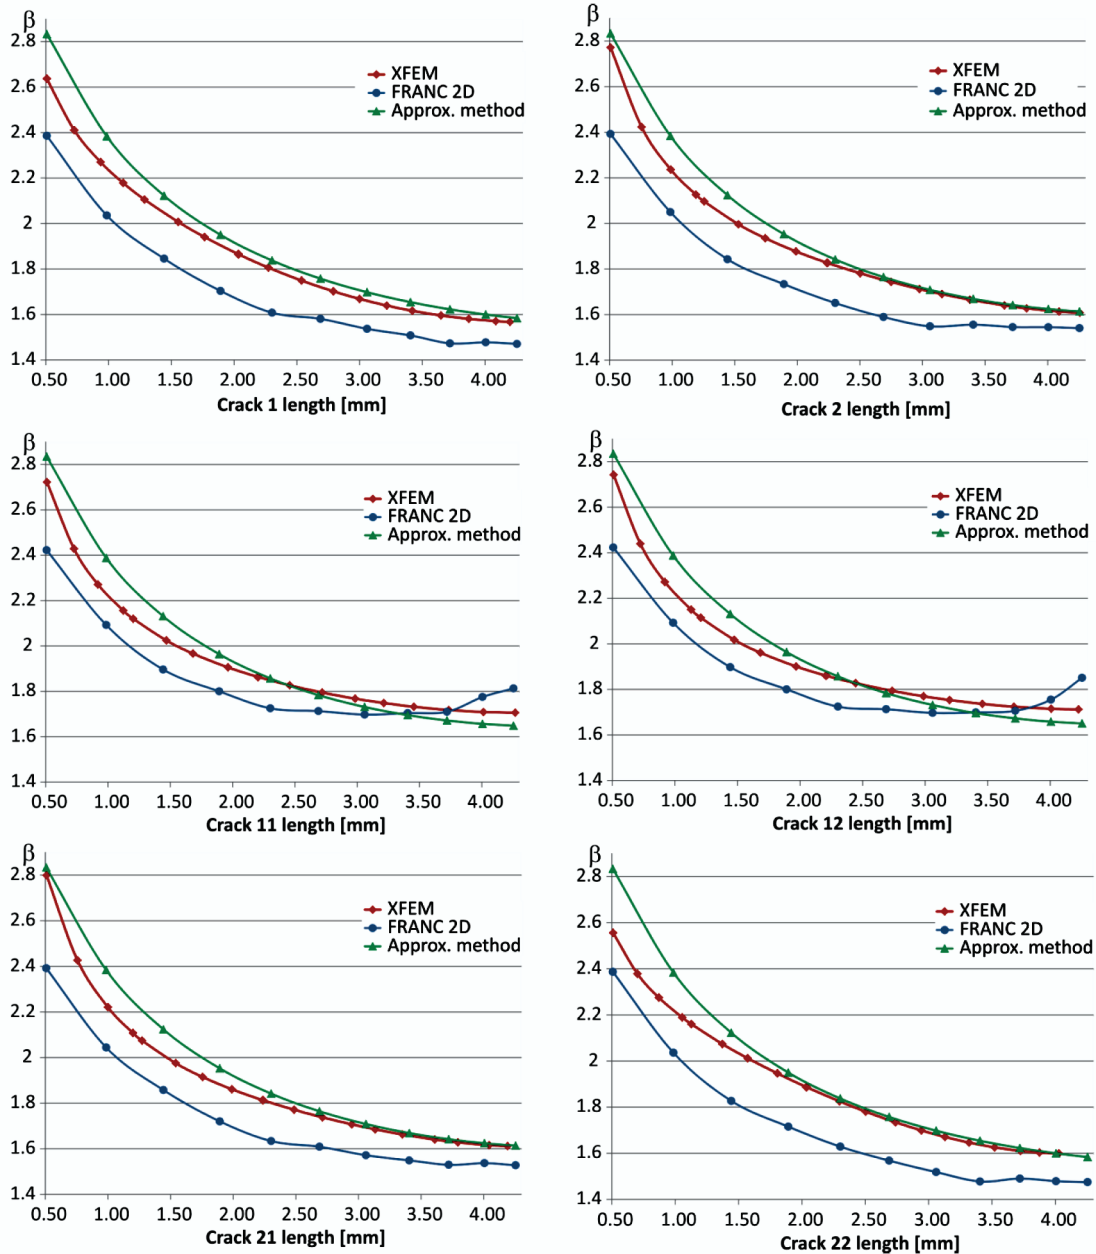 β
2.8
2.6
2.4
2.2
2
1.8
1.6
1.4
XFEM
FRANC 2D
Approx. method
0.50 1.00 1.50 2.00 2.50 3.00 3.50 4.00
Crack 1 length [mm]
β
2.8
2.6
2.4
2.2
2
1.8
1.6
1.4
XFEM
FRANC 2D
Approx. method
0.50 1.00 1.50 2.00 2.50 3.00 3.50 4.00
Crack 2 length [mm]
β
2.8
2.6
2.4
2.2
2
1.8
1.6
1.4
XFEM
FRANC 2D
Approx. method
0.50 1.00 1.50 2.00 2.50 3.00 3.50 4.00
Crack 11 length [mm]
β
2.8
2.6
2.4
2.2
2
1.8
1.6
1.4
XFEM
FRANC 2D
Approx. method
0.50 1.00 1.50 2.00 2.50 3.00 3.50 4.00
Crack 12 length [mm]
β
2.8
2.6
2.4
2.2
2
1.8
1.6
1.4
XFEM
FRANC 2D
Approx. method
0.50 1.00 1.50 2.00 2.50 3.00 3.50 4.00
Crack 21 length [mm]
β
2.8
2.6
2.4
2.2
2
1.8
1.6
1.4
XFEM
FRANC 2D
Approx. method
0.50 1.00 1.50 2.00 2.50 3.00 3.50 4.00
Crack 22 length [mm]